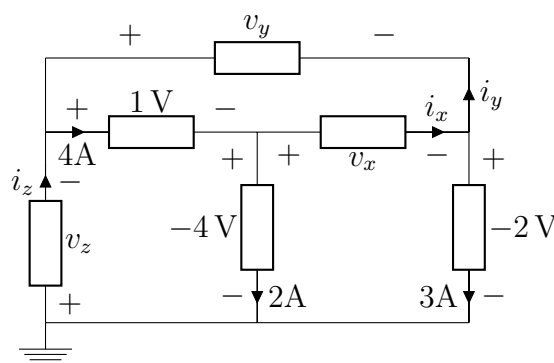 + v_y −
+ 1 V −
i_x
i_y
4A
+ + v_x − +
i_z −
v_z
−4 V
−2 V
+
− 2A
3A −